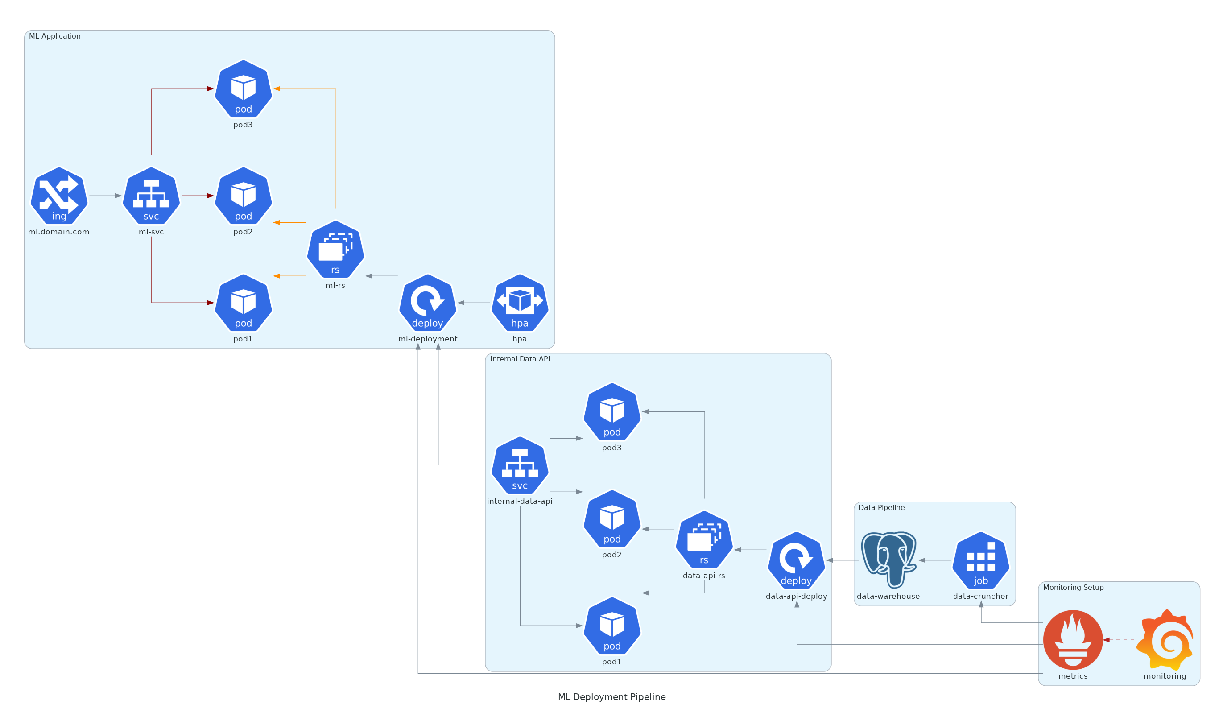 ML Application
pod
pod3
ing
ml.domain.com
svc
ml-svc
pod
pod2
rs
ml-rs
pod
pod1
deploy
ml-deployment
hpa
hpa
Internal Data API
pod
pod3
svc
internal-data-api
pod
pod2
rs
data-api-rs
deploy
data-api-deploy
pod
pod1
Data Pipeline
data-warehouse
job
data-cruncher
Monitoring Setup
metrics
monitoring
ML Deployment Pipeline